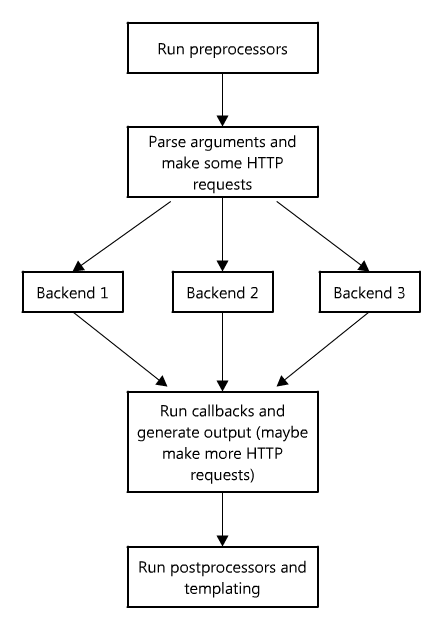 Run preprocessors
Parse arguments and
make some HTTP
requests
Backend 1
Backend 2
Backend 3
Run callbacks and
generate output (maybe
make more HTTP
requests)
Run postprocessors and
templating